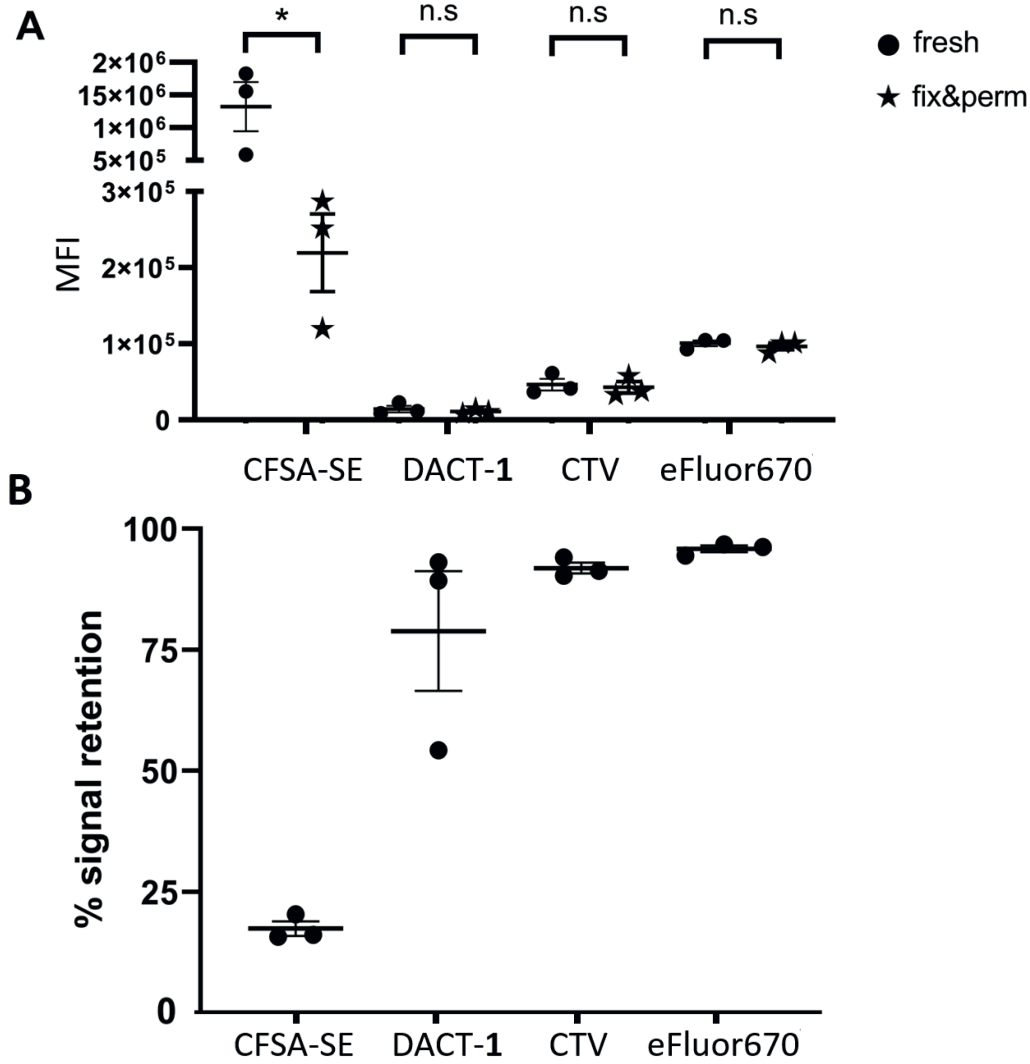 A
*
n.s
n.s
n.s
fresh
fix&perm
2×10⁶
15×10⁶
1×10⁶
5×10⁵
3×10⁵
2×10⁵
1×10⁵
0
MFI
CFSA-SE
DACT-1
CTV
eFluor670
B
100
75
50
25
0
% signal retention
CFSA-SE
DACT-1
CTV
eFluor670